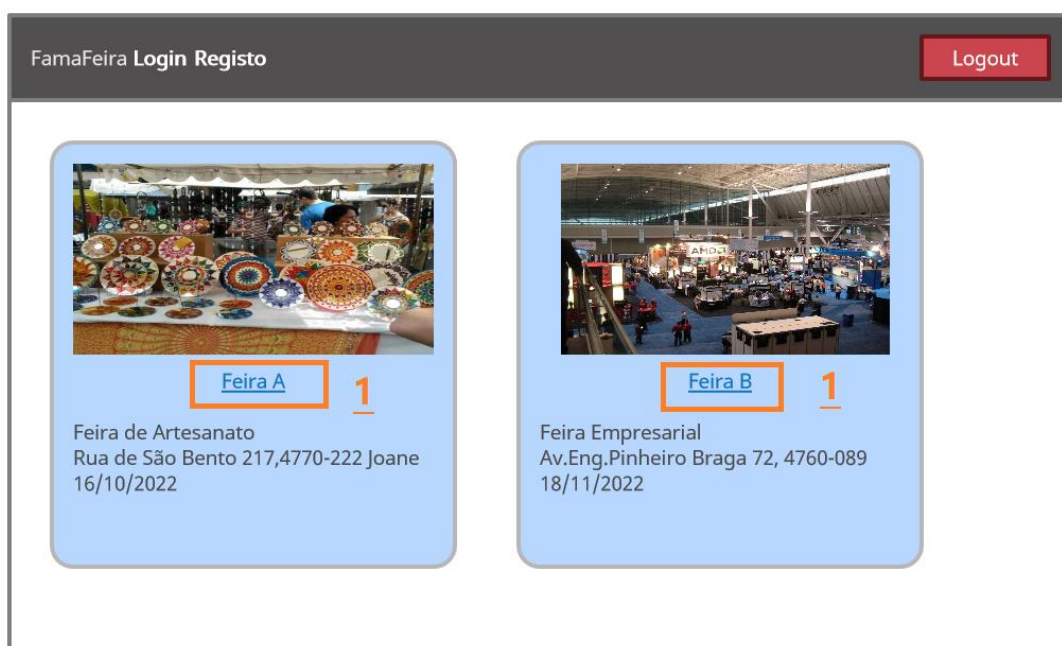 FamaFeira Login Registo
Logout
AMD
Feira A
1
Feira de Artesanato
Rua de São Bento 217,4770-222 Joane
16/10/2022
Feira B
1
Feira Empresarial
Av.Eng.Pinheiro Braga 72, 4760-089
18/11/2022